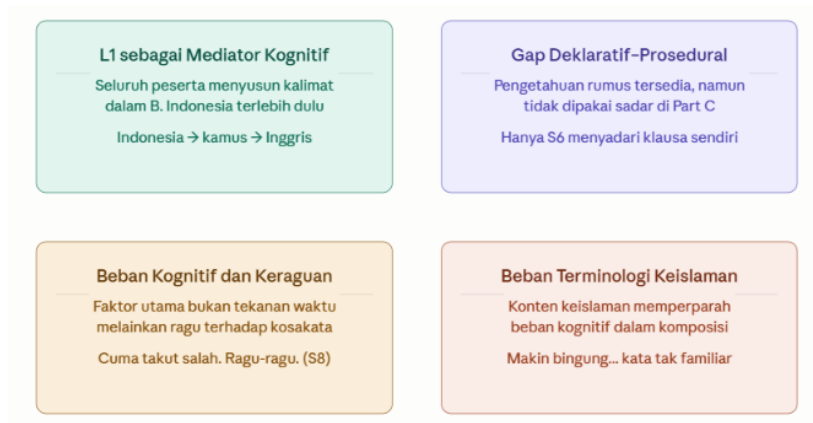 L1 sebagai Mediator Kognitif
Seluruh peserta menyusun kalimat
dalam B. Indonesia terlebih dulu
Indonesia → kamus → Inggris
Gap Deklaratif–Prosedural
Pengetahuan rumus tersedia, namun
tidak dipakai sadar di Part C
Hanya S6 menyadari klausa sendiri
Beban Kognitif dan Keraguan
Faktor utama bukan tekanan waktu
melainkan ragu terhadap kosakata
Cuma takut salah. Ragu-ragu. (S8)
Beban Terminologi Keislaman
Konten keislaman memperparah
beban kognitif dalam komposisi
Makin bingung... kata tak familiar